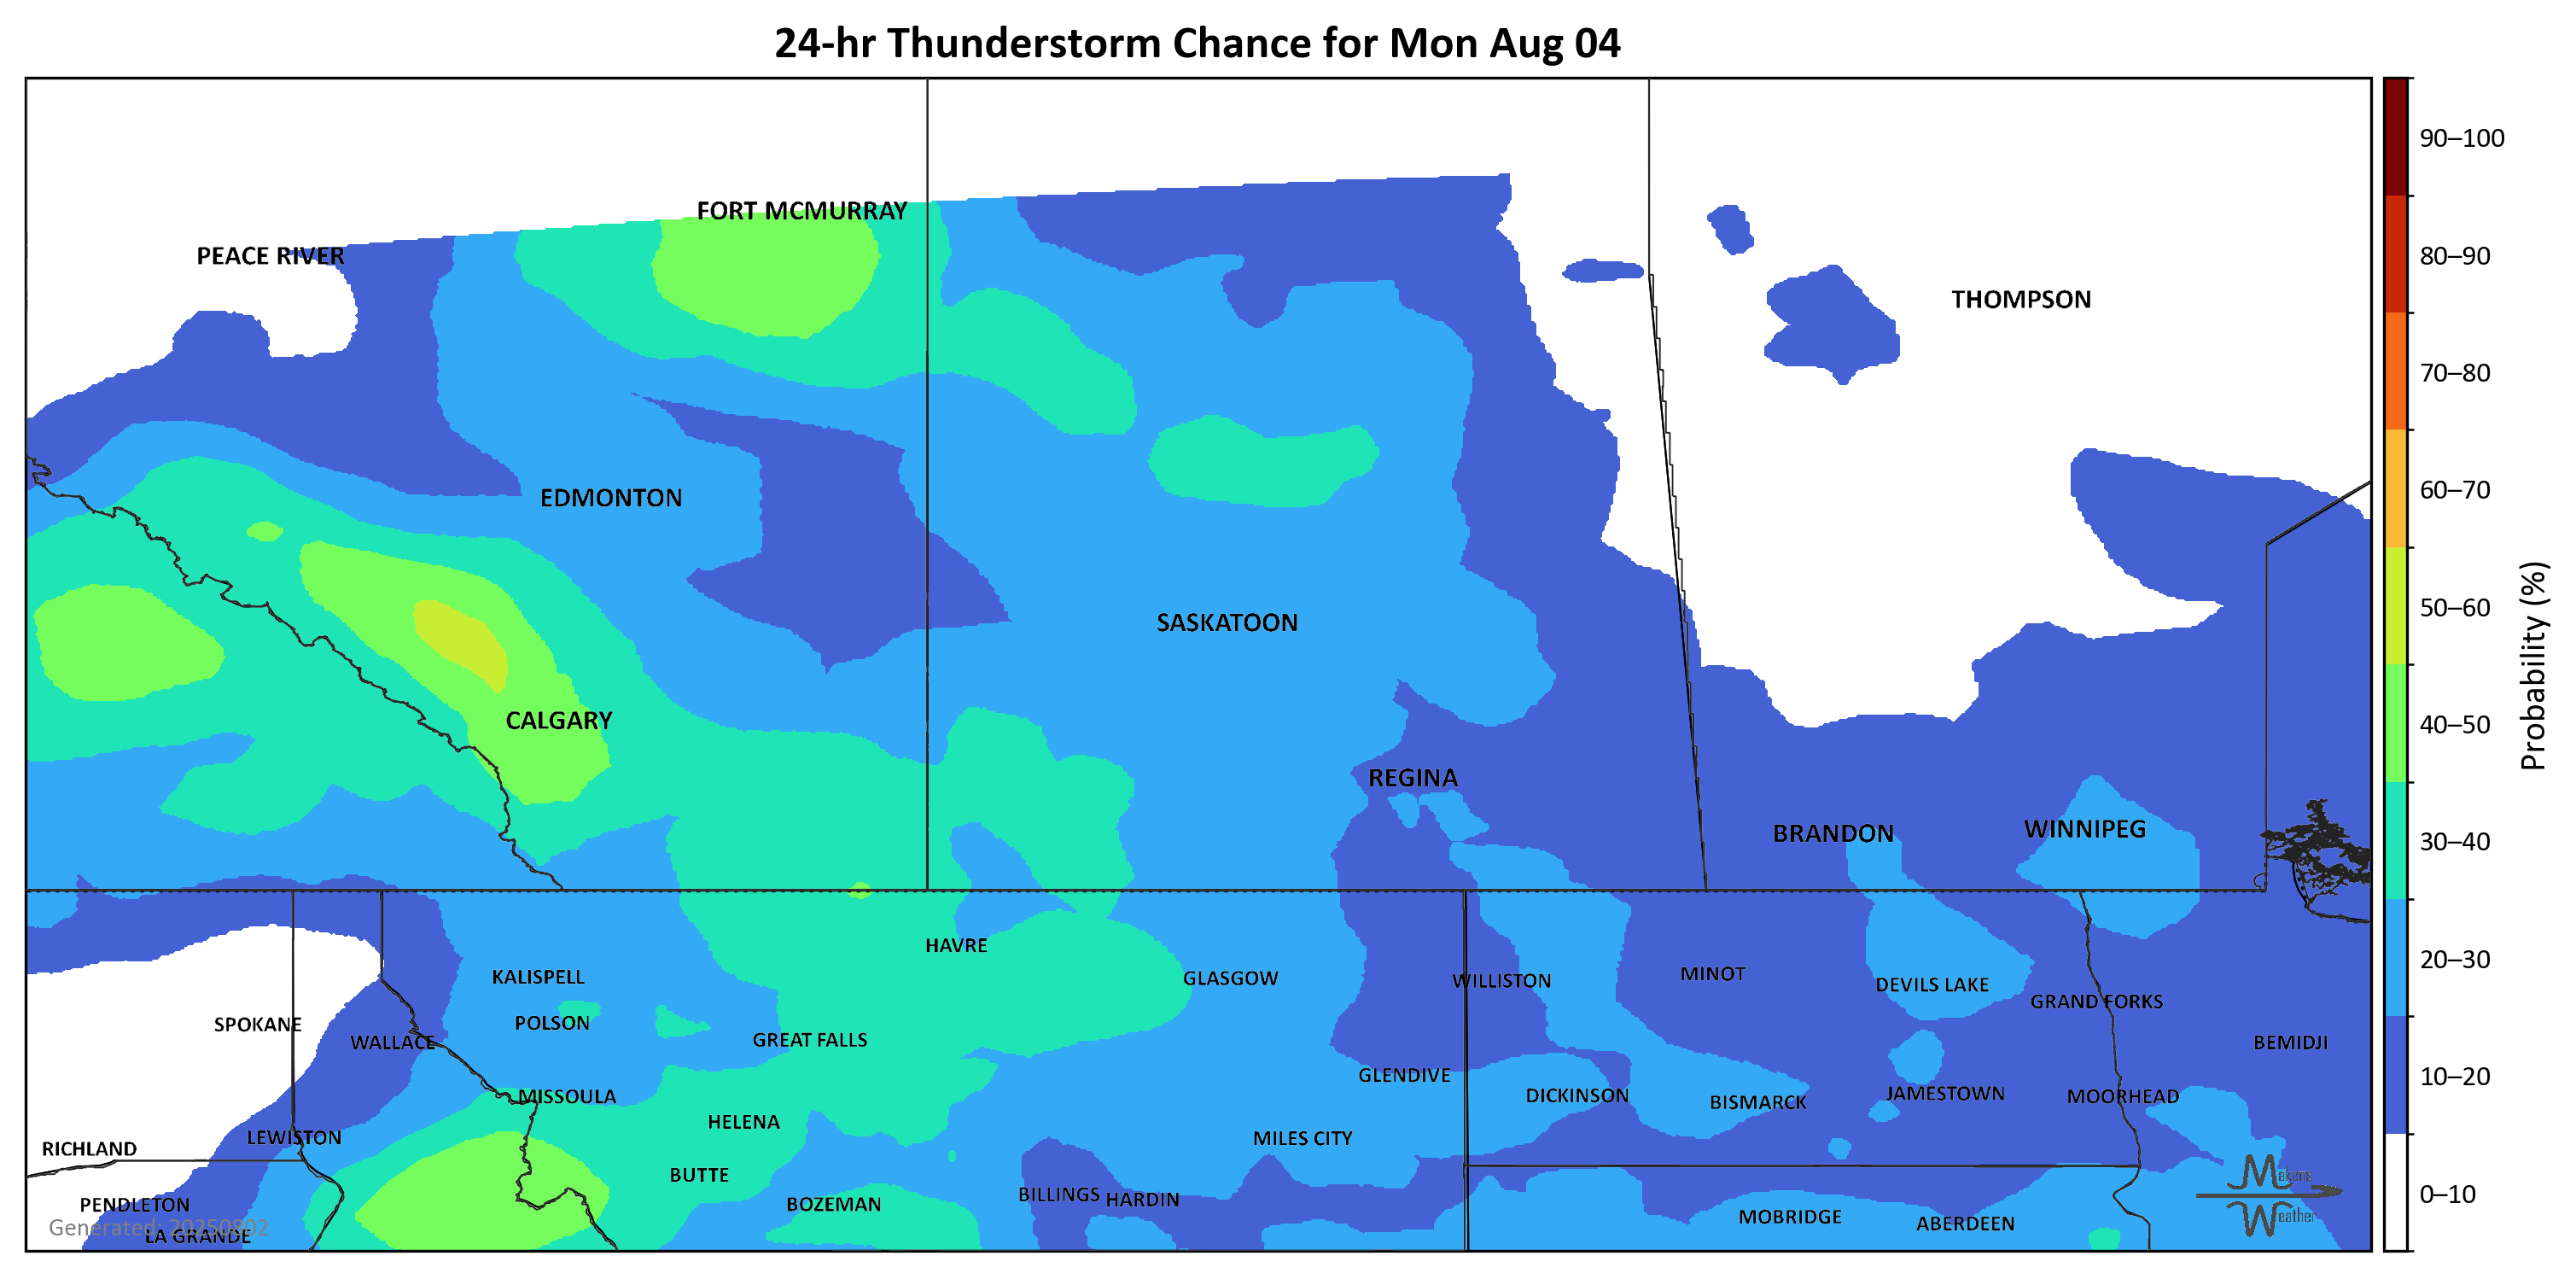 24-hr Thunderstorm Chance for Mon Aug 04
90–100
FORT MCMURRAY
PEACE RIVER
80–90
THOMPSON
70–80
EDMONTON
60–70
SASKATOON
50–60
Probability (%)
CALGARY
40–50
REGINA
BRANDON
WINNIPEG
30–40
HAVRE
KALISPELL
GLASGOW
WILLISTON
MINOT
DEVILS LAKE
20–30
GRAND FORKS
SPOKANE
POLSON
WALLACE
GREAT FALLS
BEMIDJI
GLENDIVE
10–20
MISSOULA
DICKINSON
BISMARCK
JAMESTOWN
MOORHEAD
HELENA
LEWISTON
RICHLAND
MILES CITY
BUTTE
Makens
PENDLETON
BOZEMAN
BILLINGS
HARDIN
0–10
Weather
MOBRIDGE
ABERDEEN
Generated: 20250802
LA GRANDE